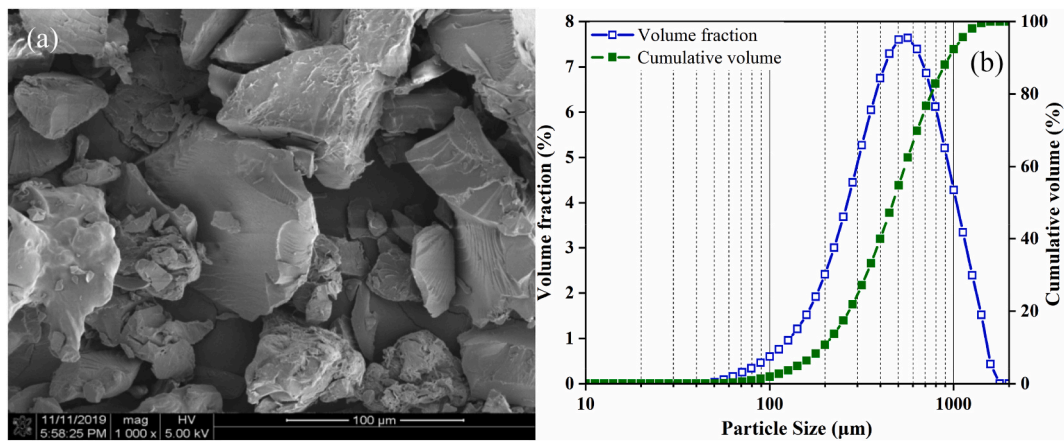 (a)
11/11/2019 mag HV
5:58:25 PM 1 000 x 5.00 kV
100 µm
(b)
Volume fraction
Cumulative volume
Volume fraction (%)
8
7
6
5
4
3
2
1
0
Cumulative volume (%)
100
80
60
40
20
0
10 100 1000
Particle Size (µm)